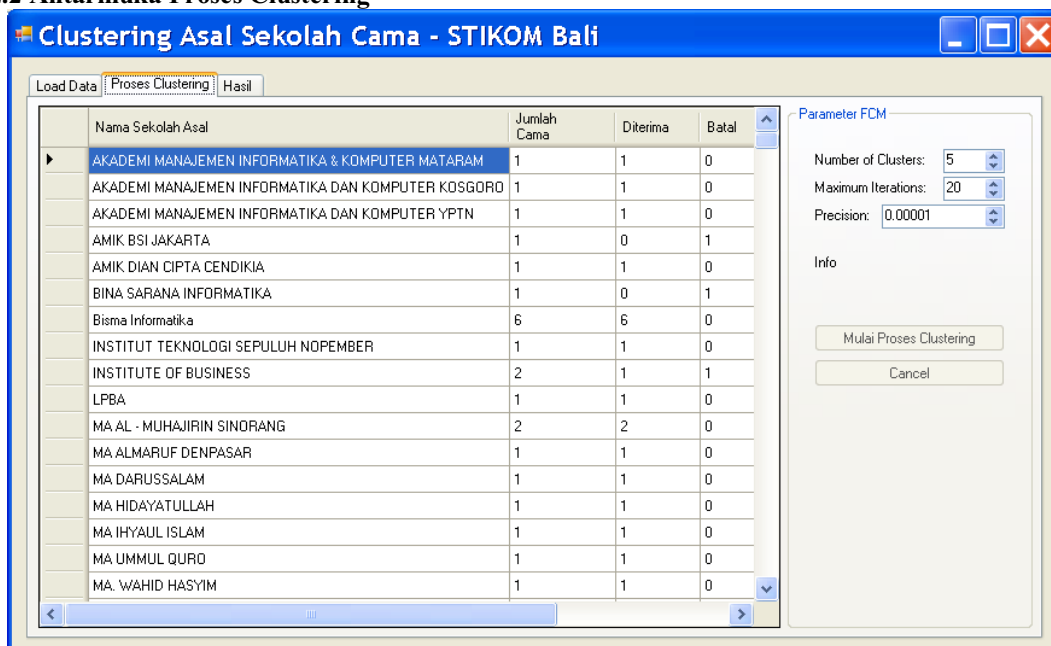 .2 Antarmuka Proses Clustering
Clustering Asal Sekolah Cama - STIKOM Bali
Load Data Proses Clustering Hasil
Nama Sekolah Asal Jumlah Cama Diterima Batal
AKADEMI MANAJEMEN INFORMATIKA & KOMPUTER MATARAM 1 1 0
AKADEMI MANAJEMEN INFORMATIKA DAN KOMPUTER KOSGORO 1 1 0
AKADEMI MANAJEMEN INFORMATIKA DAN KOMPUTER YPTN 1 1 0
AMIK BSI JAKARTA 1 0 1
AMIK DIAN CIPTA CENDIKIA 1 1 0
BINA SARANA INFORMATIKA 1 0 1
Bisma Informatika 6 6 0
INSTITUT TEKNOLOGI SEPULUH NOPEMBER 1 1 0
INSTITUTE OF BUSINESS 2 1 1
LPBA 1 1 0
MA AL - MUHAJIRIN SINORANG 2 2 0
MA ALMARUF DENPASAR 1 1 0
MA DARUSSALAM 1 1 0
MA HIDAYATULLAH 1 1 0
MA IHYAUL ISLAM 1 1 0
MA UMMUL QURO 1 1 0
MA. WAHID HASYIM 1 1 0
Parameter FCM
Number of Clusters: 5
Maximum Iterations: 20
Precision: 0.00001
Info
Mulai Proses Clustering
Cancel